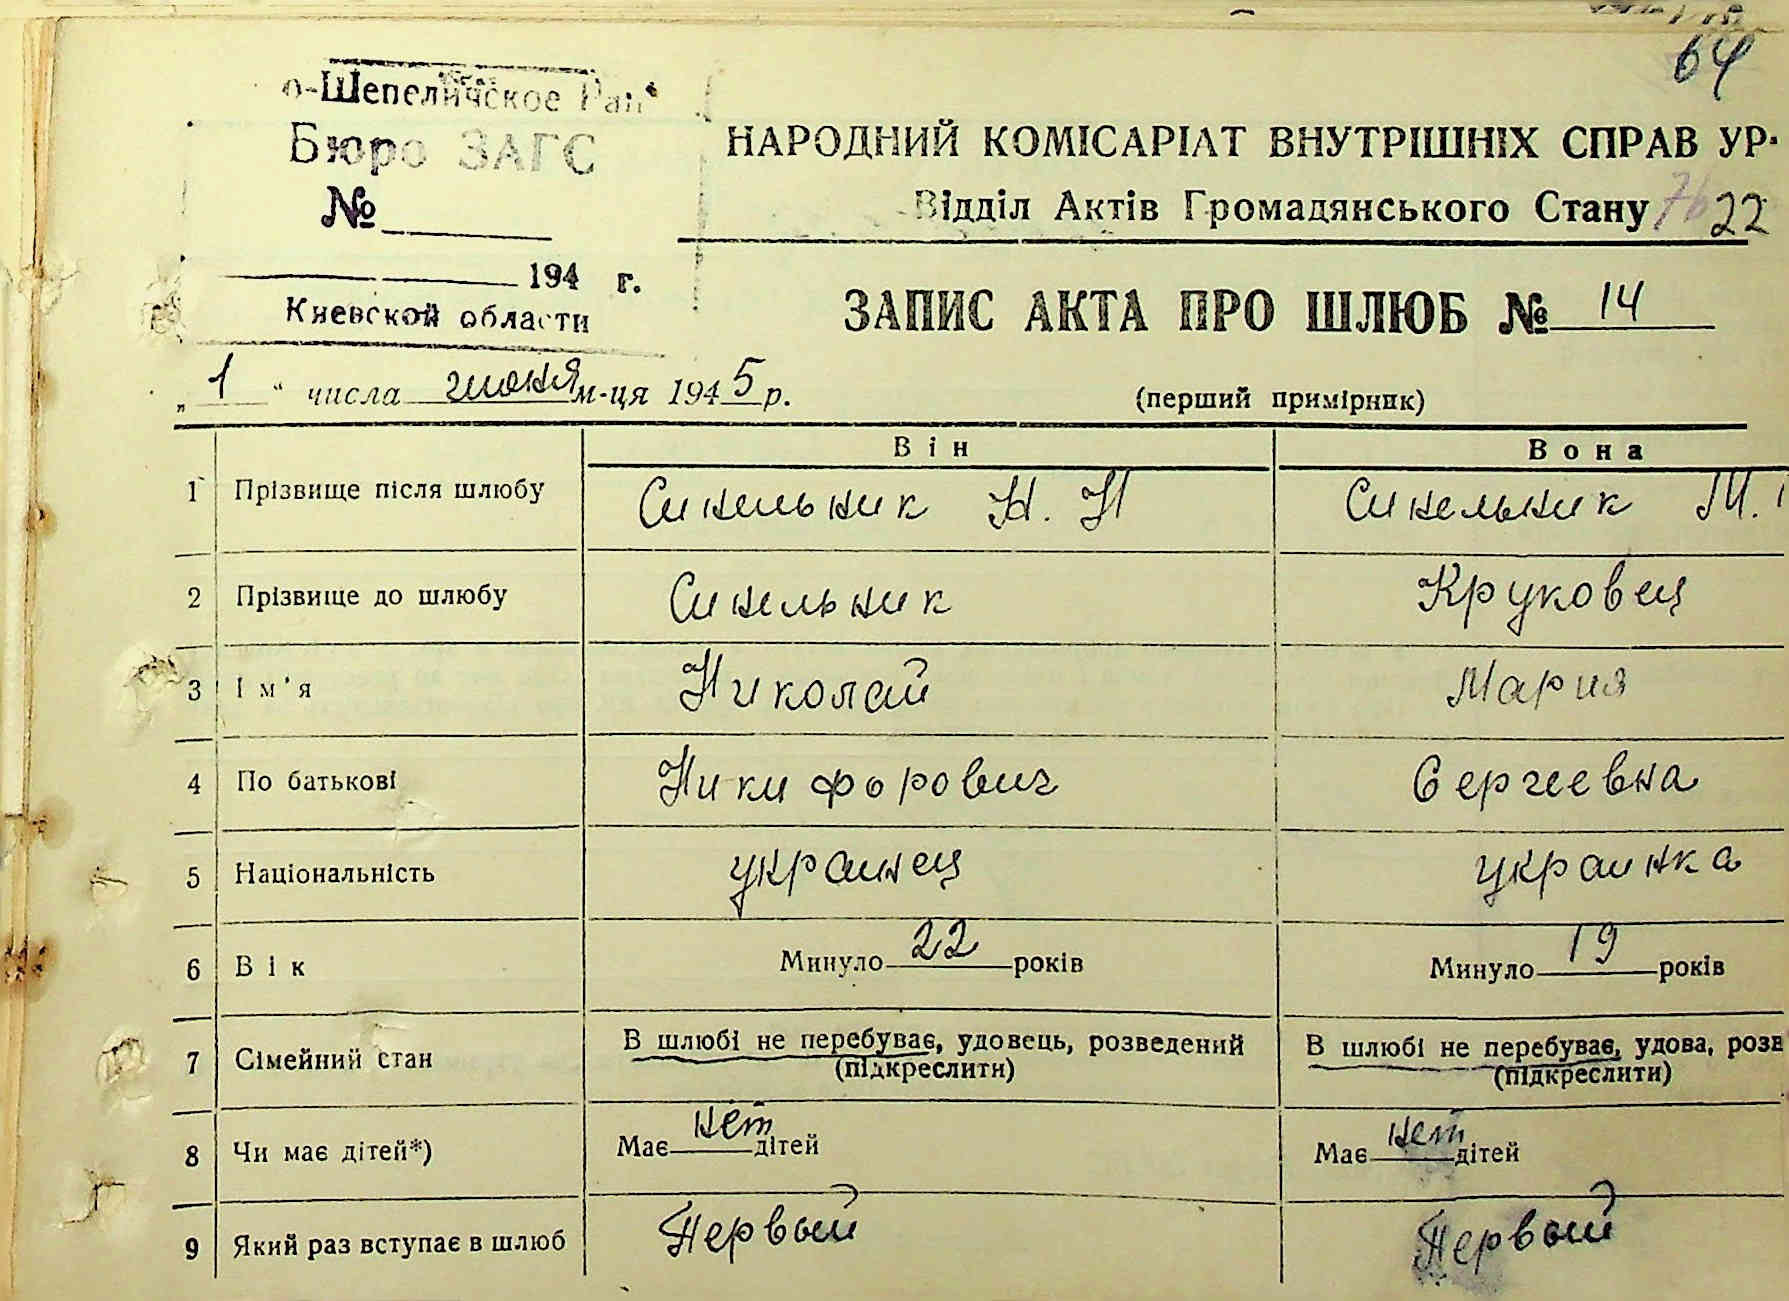 64
о-Шепеличское Рай
Бюро ЗАГС
№
194 г.
Киевской области
НАРОДНИЙ КОМІСАРІАТ ВНУТРІШНІХ СПРАВ УР
Відділ Актів Громадянського Стану 76 22
ЗАПИС АКТА ПРО ШЛЮБ № 14
„ 1 “ числа июня м-ця 1945 р.
(перший примірник)
Він Вона
1 Прізвище після шлюбу Синельник Н. Н Синельник М.
2 Прізвище до шлюбу Синельник Круковец
3 Ім'я Николай Мария
4 По батькові Никифорович Сергеевна
5 Національність украинец украинка
6 Вік Минуло 22 років Минуло 19 років
7 Сімейний стан В шлюбі не перебуває, удовець, розведений В шлюбі не перебуває, удова, розв
(підкреслити) (підкреслити)
8 Чи має дітей*) Має нет дітей Має нет дітей
9 Який раз вступає в шлюб Первый Первый